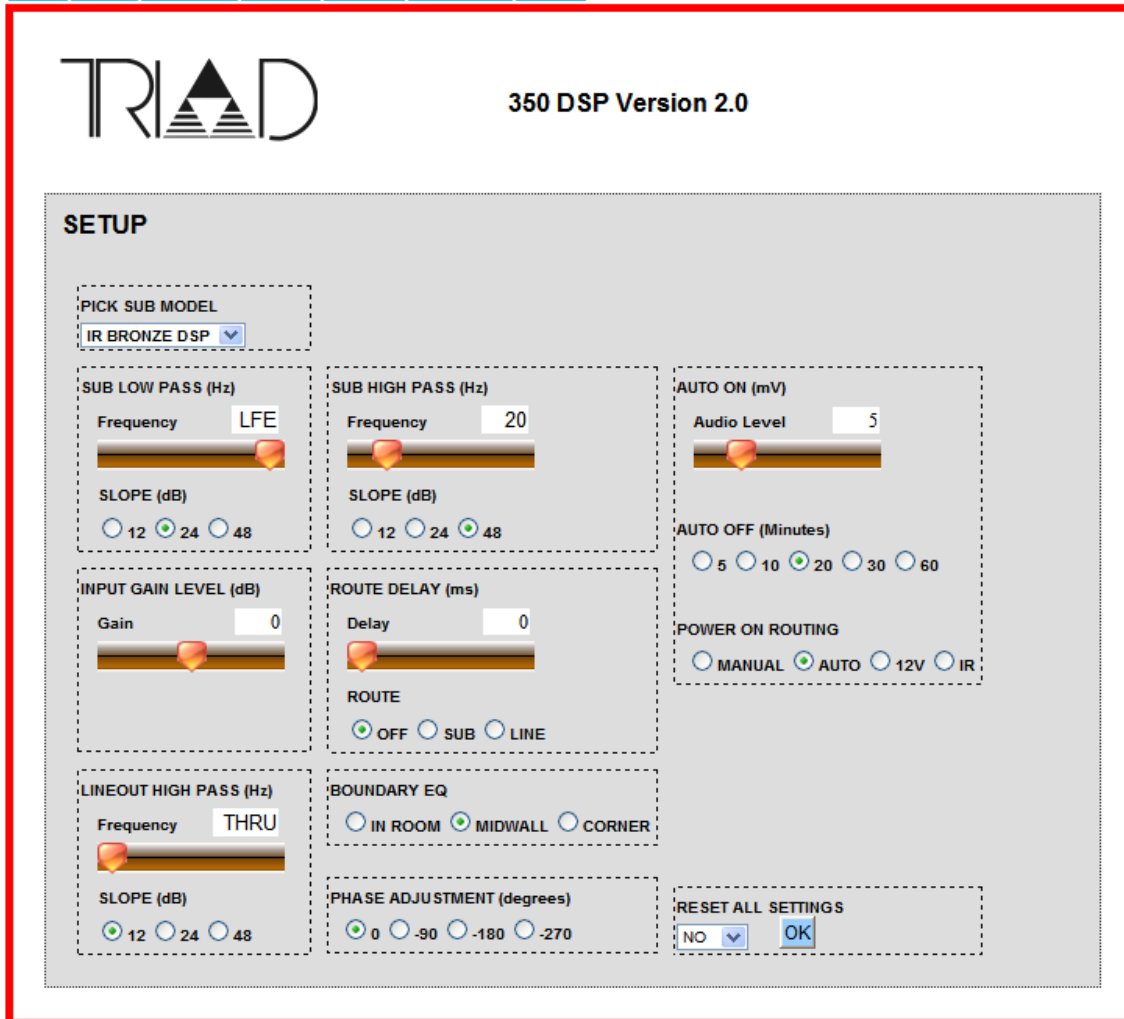 TRIAD
350 DSP Version 2.0
SETUP
PICK SUB MODEL
IR BRONZE DSP
SUB LOW PASS (Hz)
Frequency LFE
SLOPE (dB)
12 24 48
SUB HIGH PASS (Hz)
Frequency 20
SLOPE (dB)
12 24 48
AUTO ON (mV)
Audio Level 5
AUTO OFF (Minutes)
5 10 20 30 60
POWER ON ROUTING
MANUAL AUTO 12V IR
INPUT GAIN LEVEL (dB)
Gain 0
ROUTE DELAY (ms)
Delay 0
ROUTE
OFF SUB LINE
LINEOUT HIGH PASS (Hz)
Frequency THRU
SLOPE (dB)
12 24 48
BOUNDARY EQ
IN ROOM MIDWALL CORNER
PHASE ADJUSTMENT (degrees)
0 -90 -180 -270
RESET ALL SETTINGS
NO OK